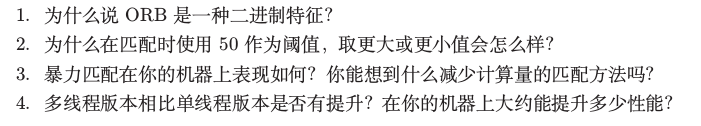 1. 为什么说 ORB 是一种二进制特征？
2. 为什么在匹配时使用 50 作为阈值，取更大或更小值会怎么样？
3. 暴力匹配在你的机器上表现如何？你能想到什么减少计算量的匹配方法吗？
4. 多线程版本相比单线程版本是否有提升？在你的机器上大约能提升多少性能？